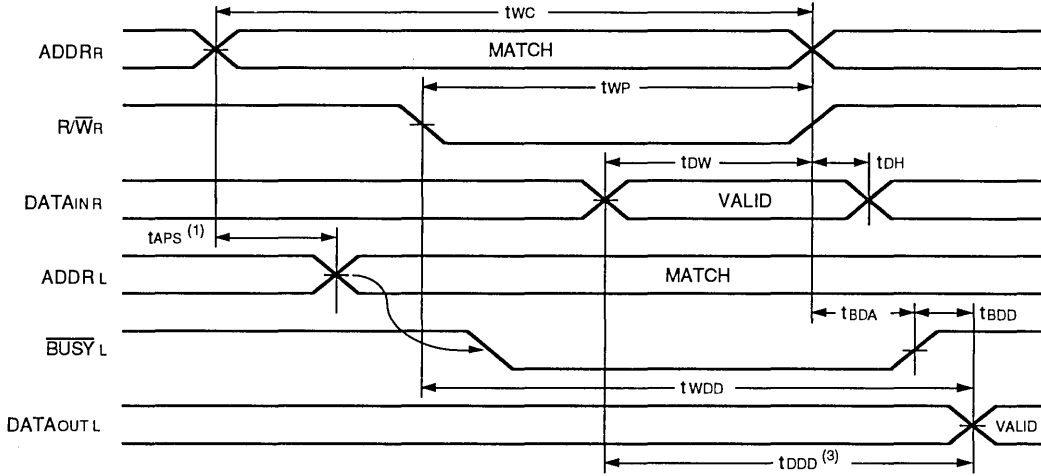 tWC
ADDRR MATCH
tWP
R/W̅R
tDW tDH
DATAIN R VALID
tAPS (1)
ADDR L MATCH
tBDA tBDD
B̅U̅S̅Y̅ L
tWDD
DATAOUT L VALID
tDDD (3)